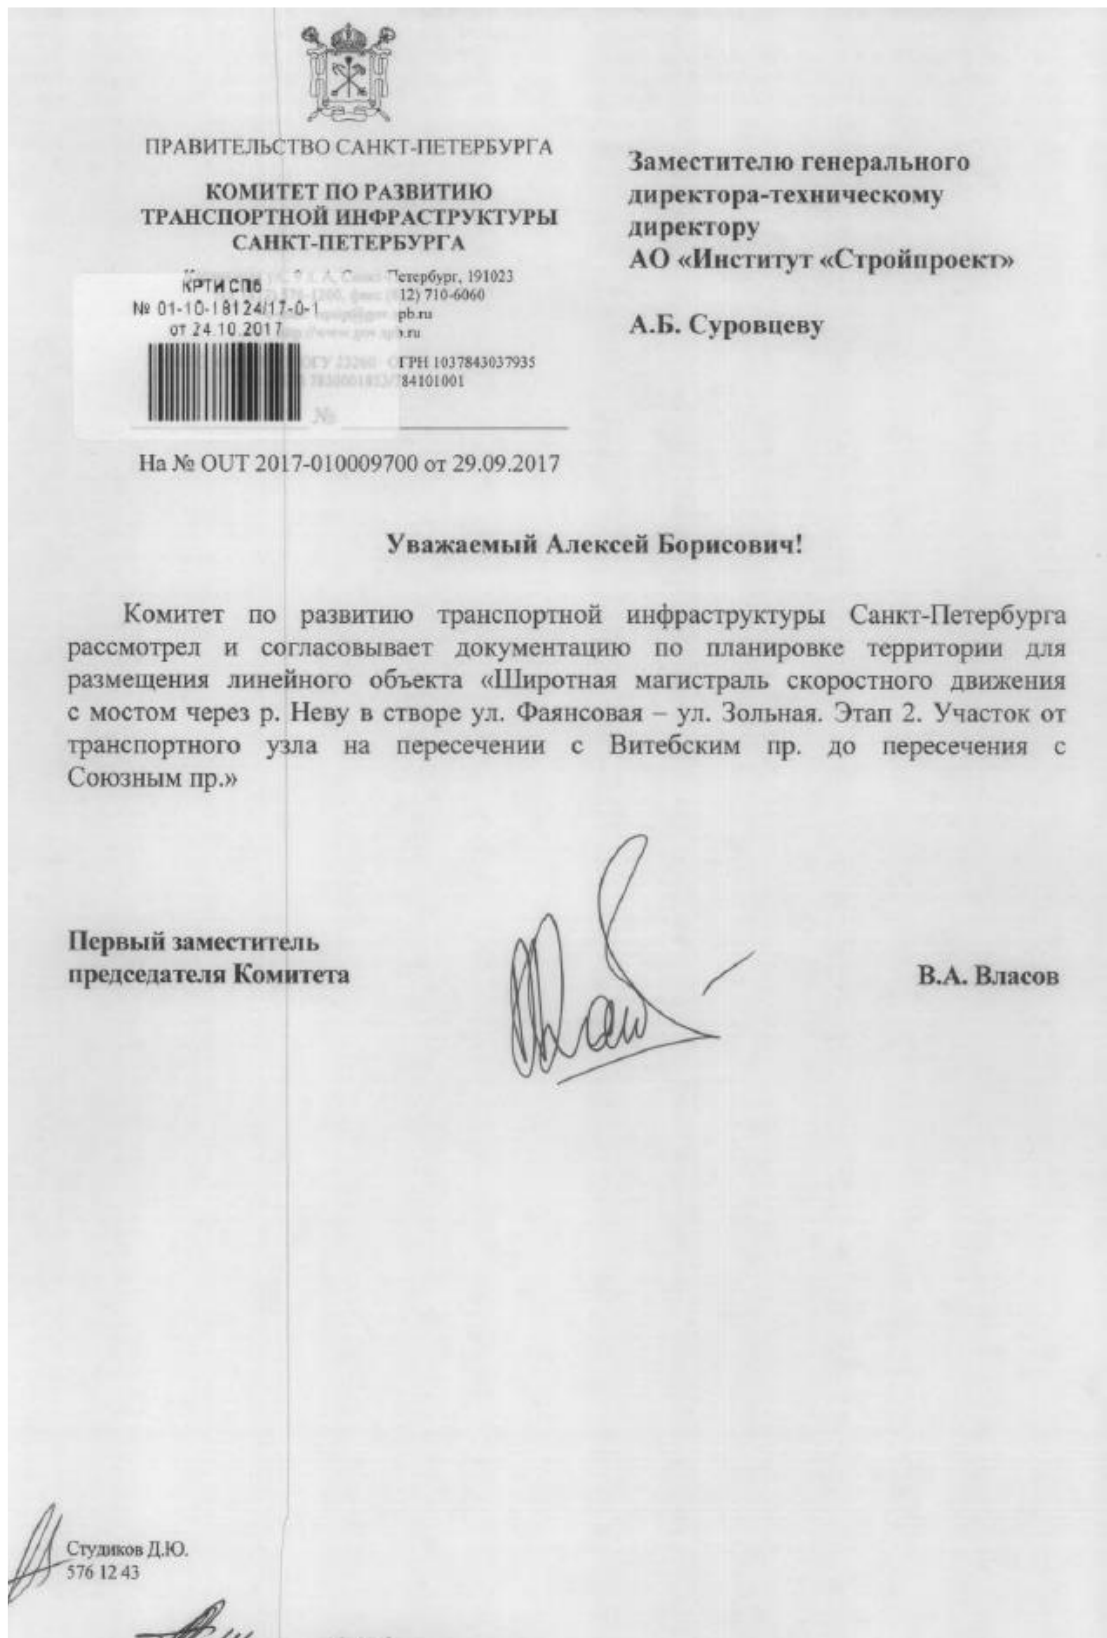 ПРАВИТЕЛЬСТВО САНКТ-ПЕТЕРБУРГА
КОМИТЕТ ПО РАЗВИТИЮ
ТРАНСПОРТНОЙ ИНФРАСТРУКТУРЫ
САНКТ-ПЕТЕРБУРГА
Петербург, 191023
12) 710-6060
pb.ru
ru
ОГРН 1037843037935
84101001
КРТИ СПб
№ 01-10-18124/17-0-1
от 24.10.2017
№
На № OUT 2017-010009700 от 29.09.2017
Заместителю генерального
директора-техническому
директору
АО «Институт «Стройпроект»
А.Б. Суровцеву
Уважаемый Алексей Борисович!
Комитет по развитию транспортной инфраструктуры Санкт-Петербурга
рассмотрел и согласовывает документацию по планировке территории для
размещения линейного объекта «Широтная магистраль скоростного движения
с мостом через р. Неву в створе ул. Фаянсовая – ул. Зольная. Этап 2. Участок от
транспортного узла на пересечении с Витебским пр. до пересечения с
Союзным пр.»
Первый заместитель
председателя Комитета
В.А. Власов
Студиков Д.Ю.
576 12 43